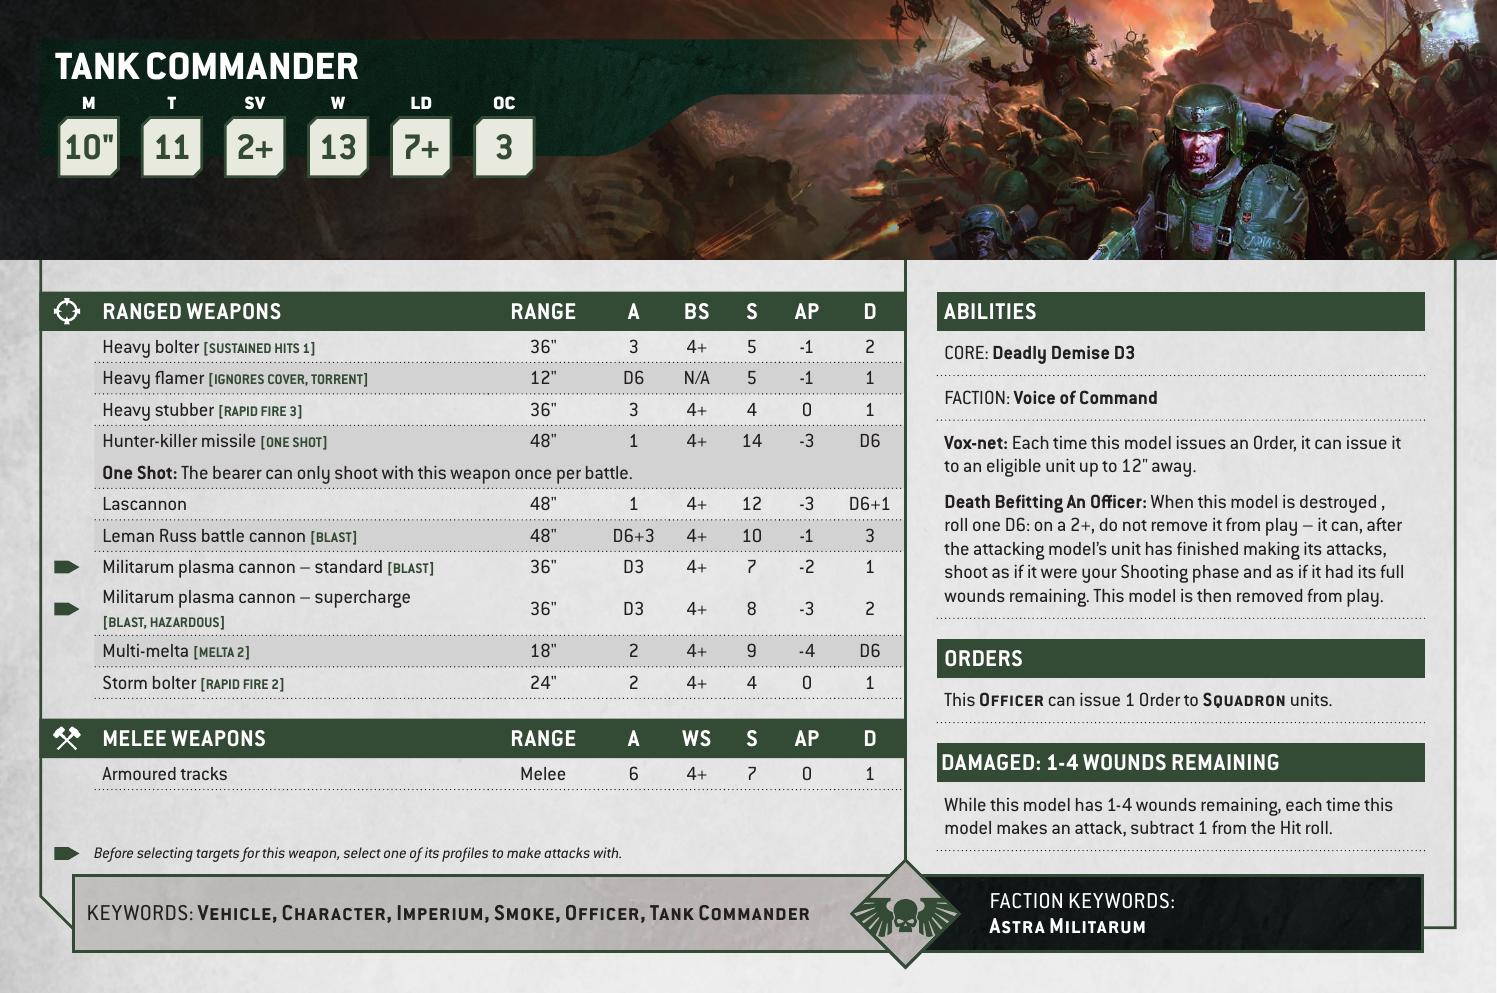 TANK COMMANDER
M T SV W LD OC
10" 11 2+ 13 7+ 3
RANGED WEAPONS RANGE A BS S AP D
Heavy bolter [SUSTAINED HITS 1] 36" 3 4+ 5 -1 2
Heavy flamer [IGNORES COVER, TORRENT] 12" D6 N/A 5 -1 1
Heavy stubber [RAPID FIRE 3] 36" 3 4+ 4 0 1
Hunter-killer missile [ONE SHOT] 48" 1 4+ 14 -3 D6
One Shot: The bearer can only shoot with this weapon once per battle.
Lascannon 48" 1 4+ 12 -3 D6+1
Leman Russ battle cannon [BLAST] 48" D6+3 4+ 10 -1 3
Militarum plasma cannon – standard [BLAST] 36" D3 4+ 7 -2 1
Militarum plasma cannon – supercharge
[BLAST, HAZARDOUS] 36" D3 4+ 8 -3 2
Multi-melta [MELTA 2] 18" 2 4+ 9 -4 D6
Storm bolter [RAPID FIRE 2] 24" 2 4+ 4 0 1
MELEE WEAPONS RANGE A WS S AP D
Armoured tracks Melee 6 4+ 7 0 1
Before selecting targets for this weapon, select one of its profiles to make attacks with.
ABILITIES
CORE: Deadly Demise D3
FACTION: Voice of Command
Vox-net: Each time this model issues an Order, it can issue it
to an eligible unit up to 12" away.
Death Befitting An Officer: When this model is destroyed ,
roll one D6: on a 2+, do not remove it from play – it can, after
the attacking model's unit has finished making its attacks,
shoot as if it were your Shooting phase and as if it had its full
wounds remaining. This model is then removed from play.
ORDERS
This OFFICER can issue 1 Order to SQUADRON units.
DAMAGED: 1-4 WOUNDS REMAINING
While this model has 1-4 wounds remaining, each time this
model makes an attack, subtract 1 from the Hit roll.
KEYWORDS: VEHICLE, CHARACTER, IMPERIUM, SMOKE, OFFICER, TANK COMMANDER
FACTION KEYWORDS:
ASTRA MILITARUM